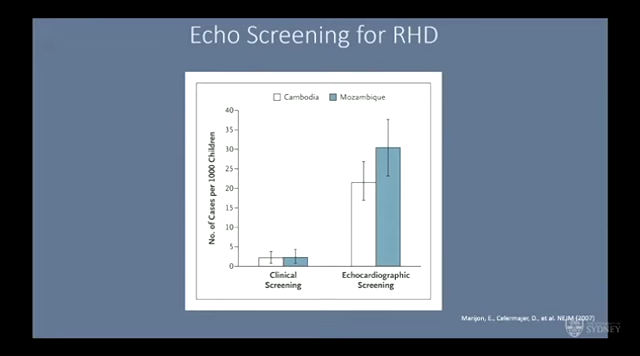 Echo Screening for RHD
Cambodia Mozambique
No. of Cases per 1000 Children
40
35
30
25
20
15
10
5
0
Clinical
Screening
Echocardiographic
Screening
Marijon, E., Celermajer, D., et al. NEJM (2007)
SYDNEY